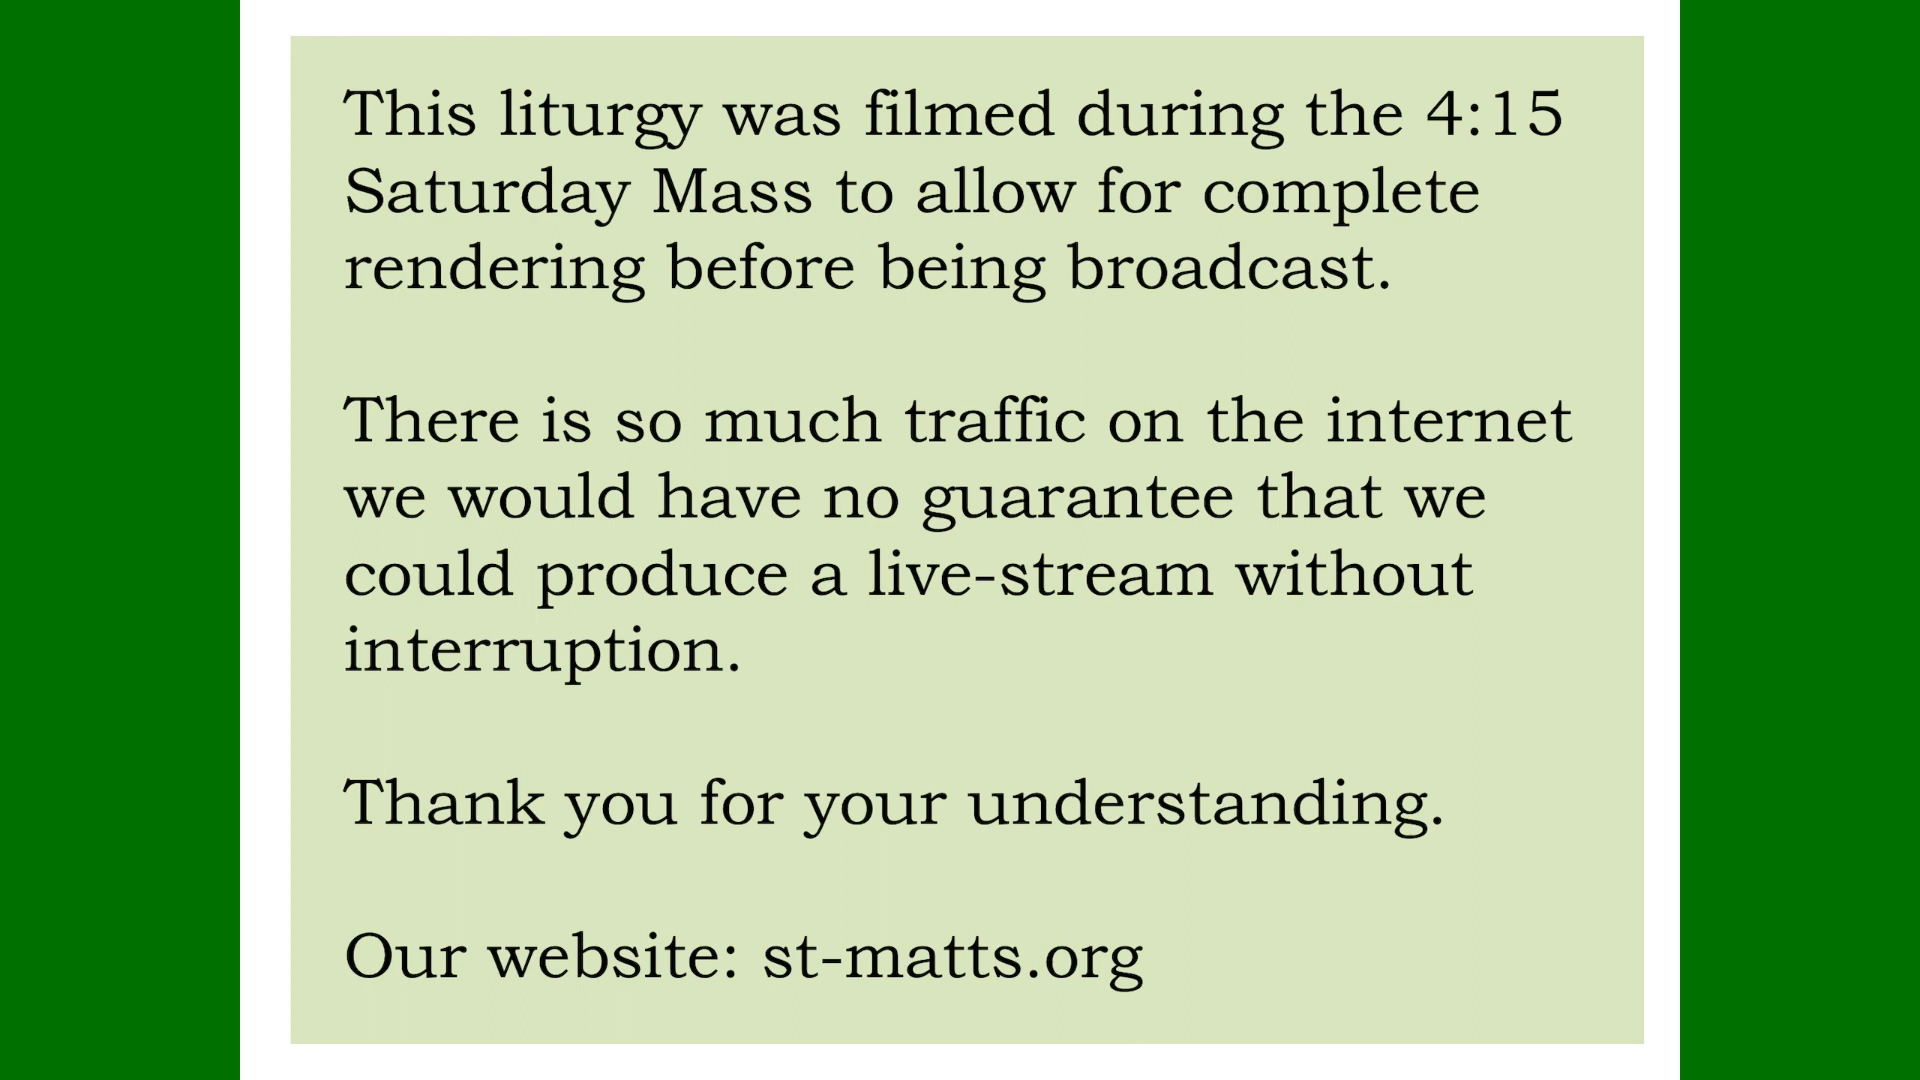 This liturgy was filmed during the 4:15
Saturday Mass to allow for complete
rendering before being broadcast.
There is so much traffic on the internet
we would have no guarantee that we
could produce a live-stream without
interruption.
Thank you for your understanding.
Our website: st-matts.org